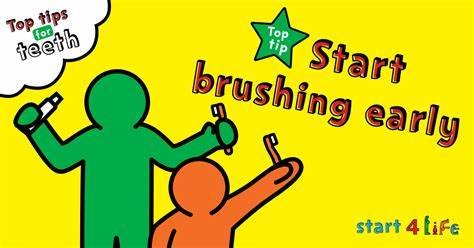 Top tips
for
teeth
Top
tip
Start
brushing early
start 4 life